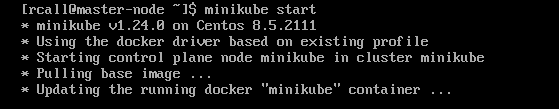 [rcall@master-node ~]$ minikube start
* minikube v1.24.0 on Centos 8.5.2111
* Using the docker driver based on existing profile
* Starting control plane node minikube in cluster minikube
* Pulling base image ...
* Updating the running docker "minikube" container ...